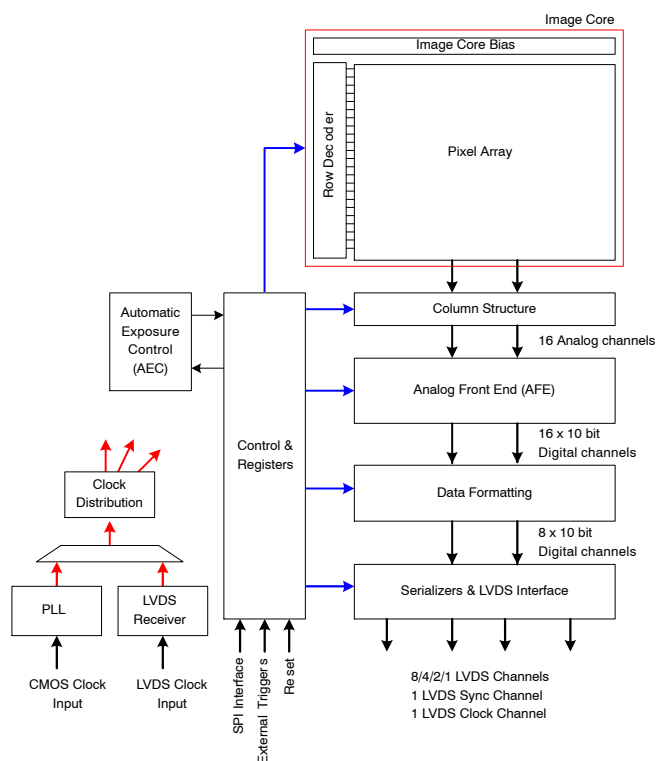 Image Core
Image Core Bias
Row Decoder
Pixel Array
Column Structure
16 Analog channels
Automatic
Exposure
Control
(AEC)
Analog Front End (AFE)
16 x 10 bit
Digital channels
Control &
Registers
Clock
Distribution
Data Formatting
8 x 10 bit
Digital channels
PLL
LVDS
Receiver
Serializers & LVDS Interface
CMOS Clock
Input
LVDS Clock
Input
SPI Interface
External Triggers
Reset
8/4/2/1 LVDS Channels
1 LVDS Sync Channel
1 LVDS Clock Channel